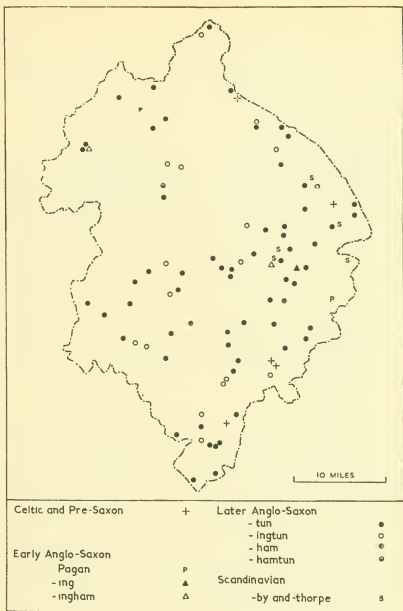 P
S
S
S
S
S
P
10 MILES
Celtic and Pre-Saxon +
Early Anglo-Saxon
Pagan P
- ing
- ingham
Later Anglo-Saxon
- tun
- ingtun
- ham
- hamtun
Scandinavian
-by and -thorpe S